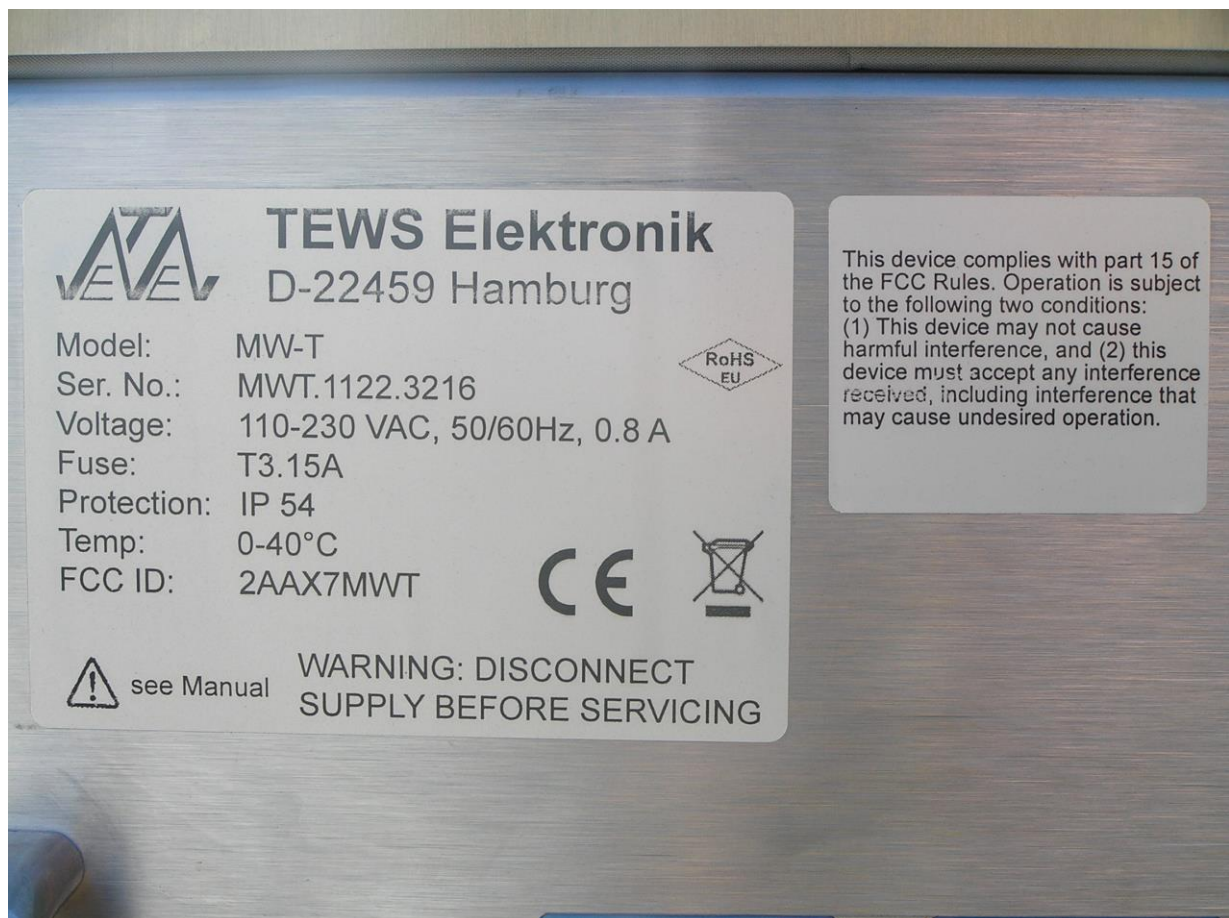 TEWS Elektronik
D-22459 Hamburg
Model: MW-T
Ser. No.: MWT.1122.3216
Voltage: 110-230 VAC, 50/60Hz, 0.8 A
Fuse: T3.15A
Protection: IP 54
Temp: 0-40°C
FCC ID: 2AAX7MWT
RoHS
EU
CE
see Manual
WARNING: DISCONNECT
SUPPLY BEFORE SERVICING
This device complies with part 15 of
the FCC Rules. Operation is subject
to the following two conditions:
(1) This device may not cause
harmful interference, and (2) this
device must accept any interference
received, including interference that
may cause undesired operation.